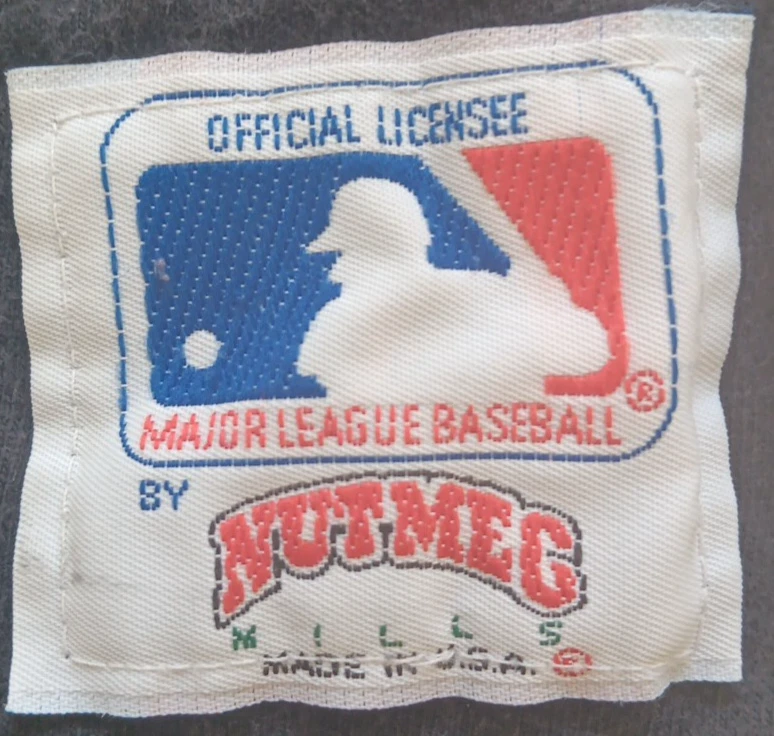 OFFICIAL LICENSEE
®
MAJOR LEAGUE BASEBALL
BY
NUTMEG
MILLS
MADE IN U.S.A.